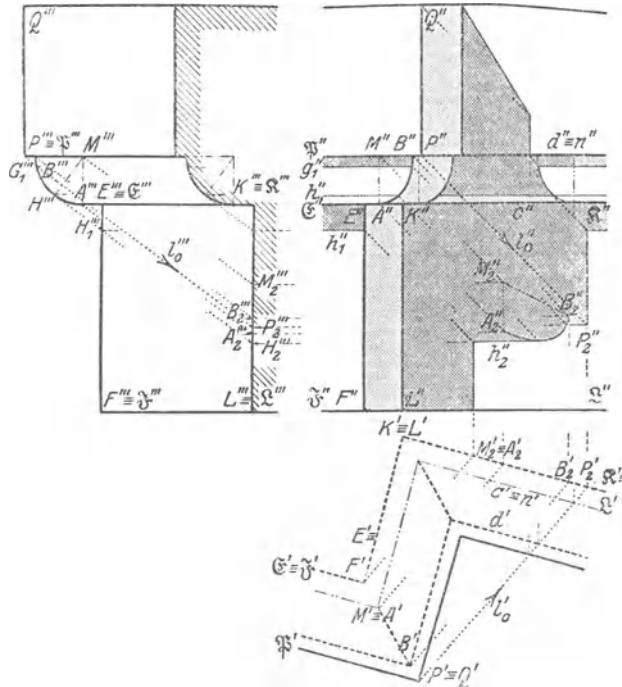 Q'''
P'''≡𝔓''' M'''
G₁''' B'''
H''' A'''E'''≡𝔈''' K'''≡𝔎'''
H₁'''
l₀'''
M₂'''
B₂'''
P₂'''
A₂'''
H₂'''
F'''≡𝔉''' L'''≡𝔏'''
Q''
𝔓'' M'' B'' P'' d''≡n''
g₁''
h''
𝔈'' E'' A'' K'' c'' 𝔎''
h₁'' l₀''
M₂''
B₂''
A₂'' P₂''
h₂''
𝔉'' F'' L'' 𝔏''
K'≡L'
M₂'≡A₂' B₂' P₂' 𝔎'≡
c'≡n' 𝔏'
E'≡ d'
F'
𝔈'≡𝔉'
M'≡A' l₀'
𝔓' B'
P'≡Q'